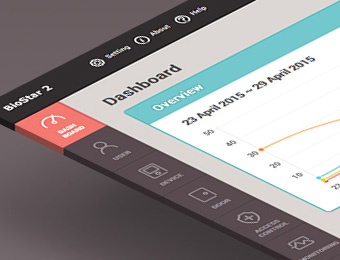 BioStar 2
Setting
About
Help
Dashboard
DASH
BOARD
USER
DEVICE
DOOR
ACCESS
CONTROL
MONITORING
Overview
23 April 2015 ~ 29 April 2015
50
40
30
20
10